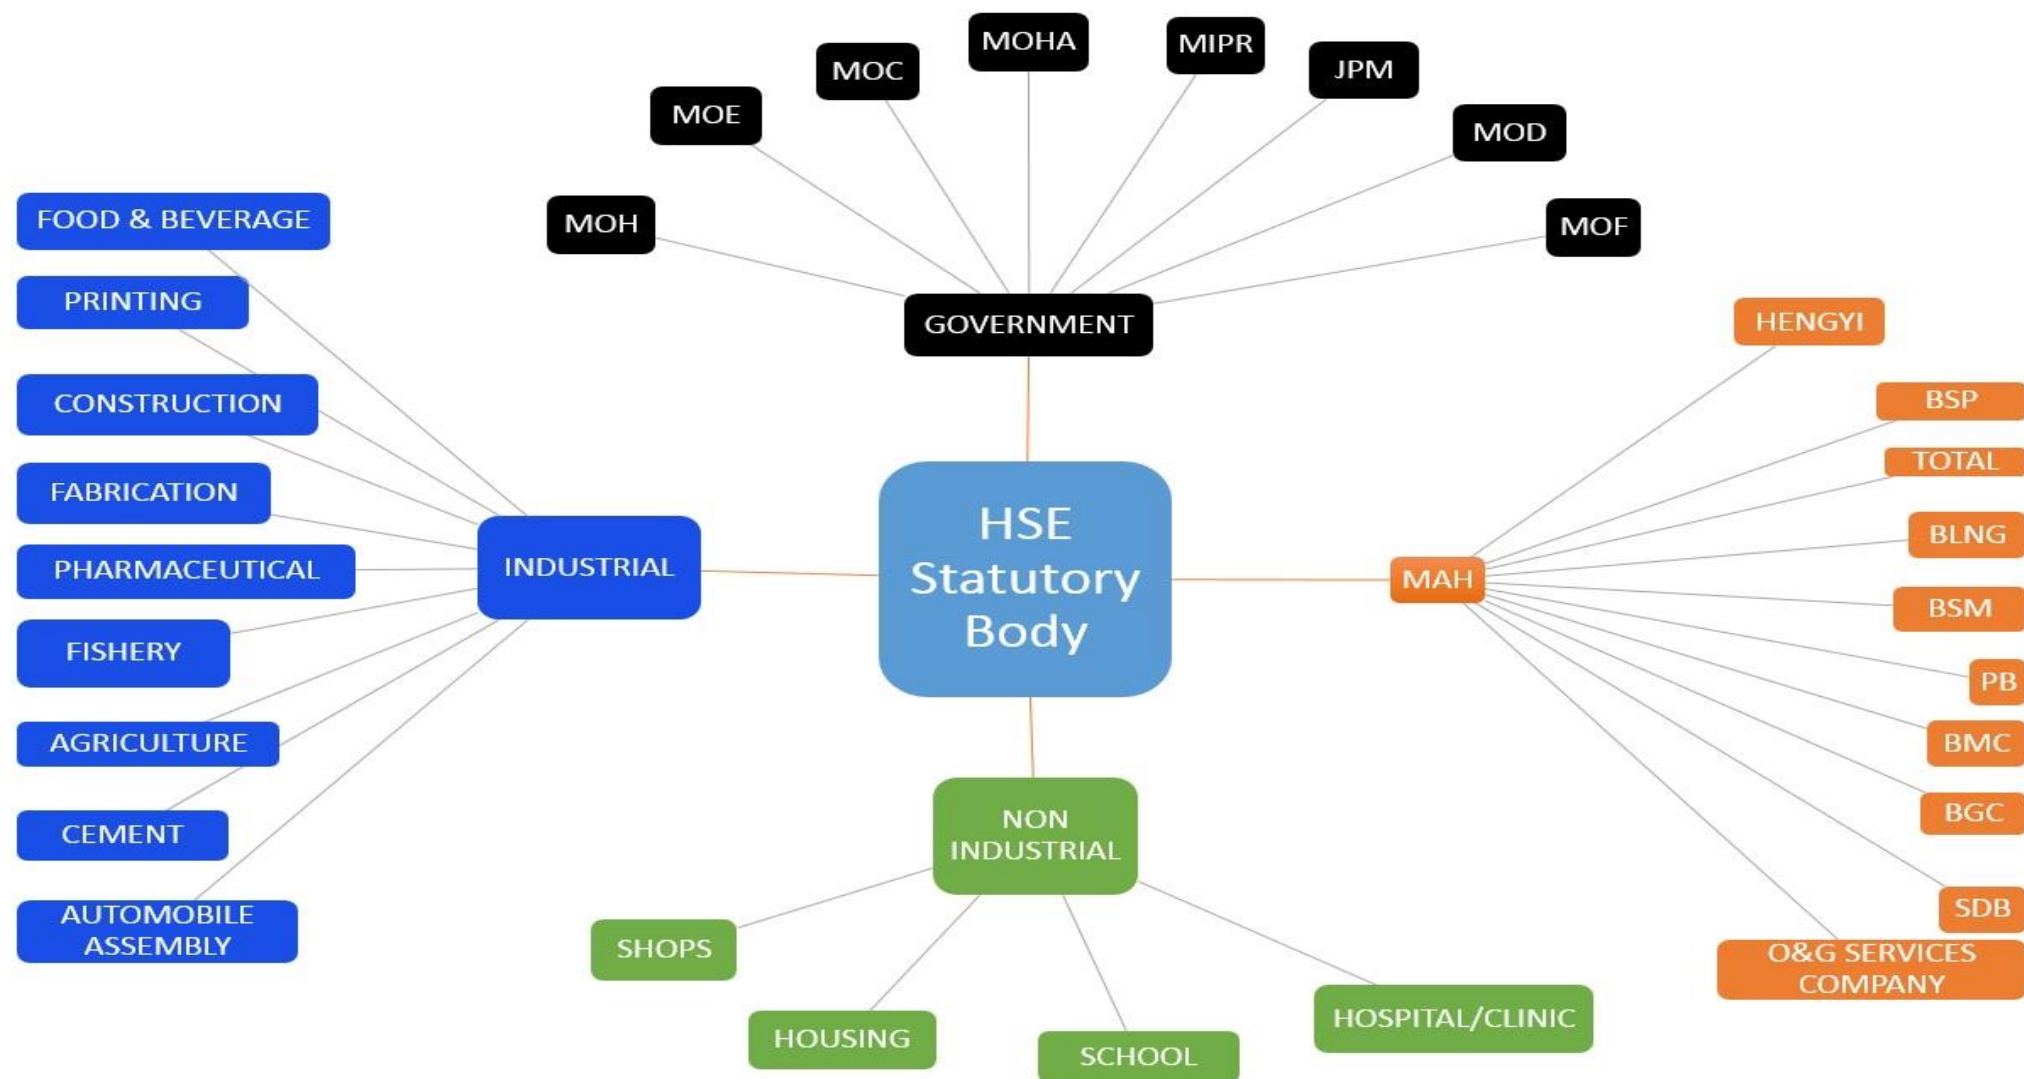 MOHA
MIPR
JPM
MOC
MOE
MOD
MOH
MOF
GOVERNMENT
FOOD & BEVERAGE
PRINTING
CONSTRUCTION
FABRICATION
PHARMACEUTICAL
FISHERY
AGRICULTURE
CEMENT
AUTOMOBILE
ASSEMBLY
INDUSTRIAL
HSE
Statutory
Body
MAH
HENGYI
BSP
TOTAL
BLNG
BSM
PB
BMC
BGC
SDB
O&G SERVICES
COMPANY
NON
INDUSTRIAL
SHOPS
HOUSING
SCHOOL
HOSPITAL/CLINIC